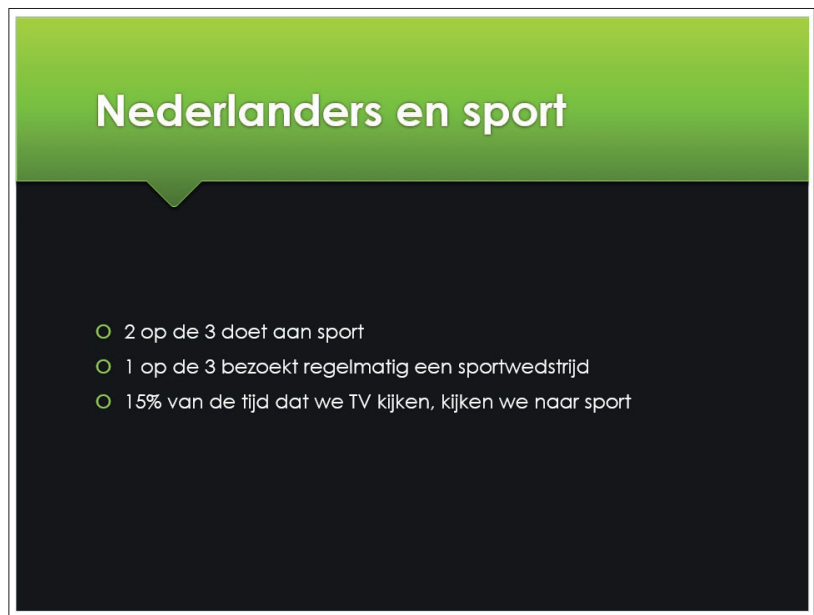 Nederlanders en sport
2 op de 3 doet aan sport
1 op de 3 bezoekt regelmatig een sportwedstrijd
15% van de tijd dat we TV kijken, kijken we naar sport